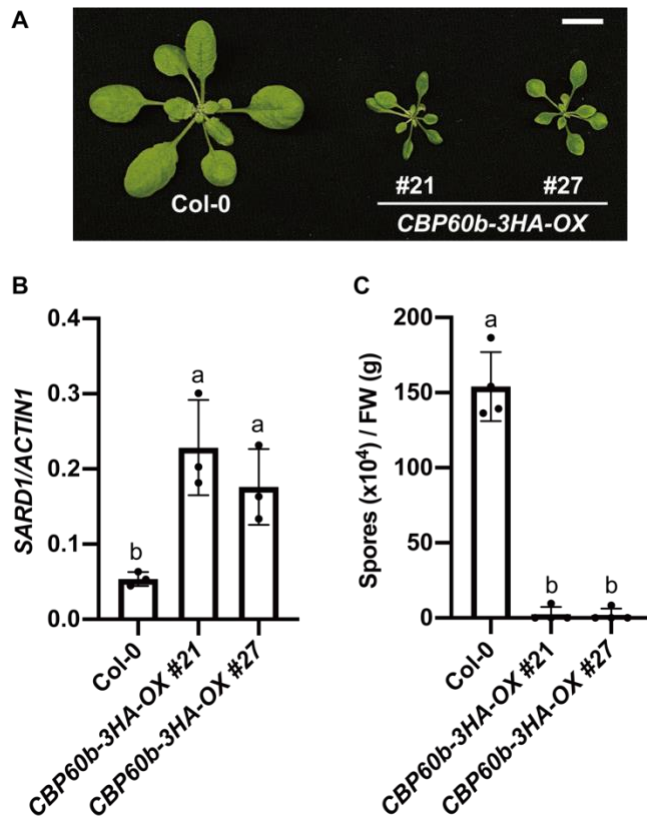 A
Col-0
#21
#27
CBP60b-3HA-OX
B
SARD1/ACTIN1
0.4
0.3
0.2
0.1
0.0
b
a
a
Col-0
CBP60b-3HA-OX #21
CBP60b-3HA-OX #27
C
Spores (x10⁴) / FW (g)
200
150
100
50
0
a
b
b
Col-0
CBP60b-3HA-OX #21
CBP60b-3HA-OX #27